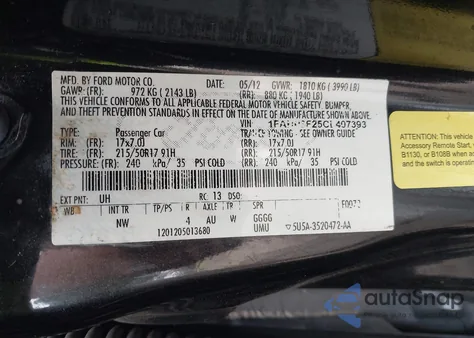 MFD. BY FORD MOTOR CO.
DATE: 05/12 GVWR: 1810 KG (3990 LB)
GAWR: (FR): 972 KG (2143 LB) (RR): 880 KG (1940 LB)
THIS VEHICLE CONFORMS TO ALL APPLICABLE FEDERAL MOTOR VEHICLE SAFETY, BUMPER,
AND THEFT PREVENTION STANDARDS IN EFFECT ON THE DATE OF MANUFACTURE SHOWN ABOVE.
VIN
TYPE: Passenger Car
SEE OWNER GUIDE
RIM: (FR): 17x7.0J (RR): 17x7.0J
TIRE: 215/50R17 91H 215/50R17 91H
PRESSURE: (FR): 240 kPa/ 35 PSI COLD (RR): 240 kPa/ 35 PSI COLD
EXT PNT: UH RC: 13 DSO:
WB INT TR TP/PS R AXLE TR SPR
NW 4 AU W GGGG
UMU
1201205013680
5U5A-3520472-AA
ATTENTION: This vehic
Accessory Remote Start,
B1130, or B108B
and the switch is operating
autoSnap